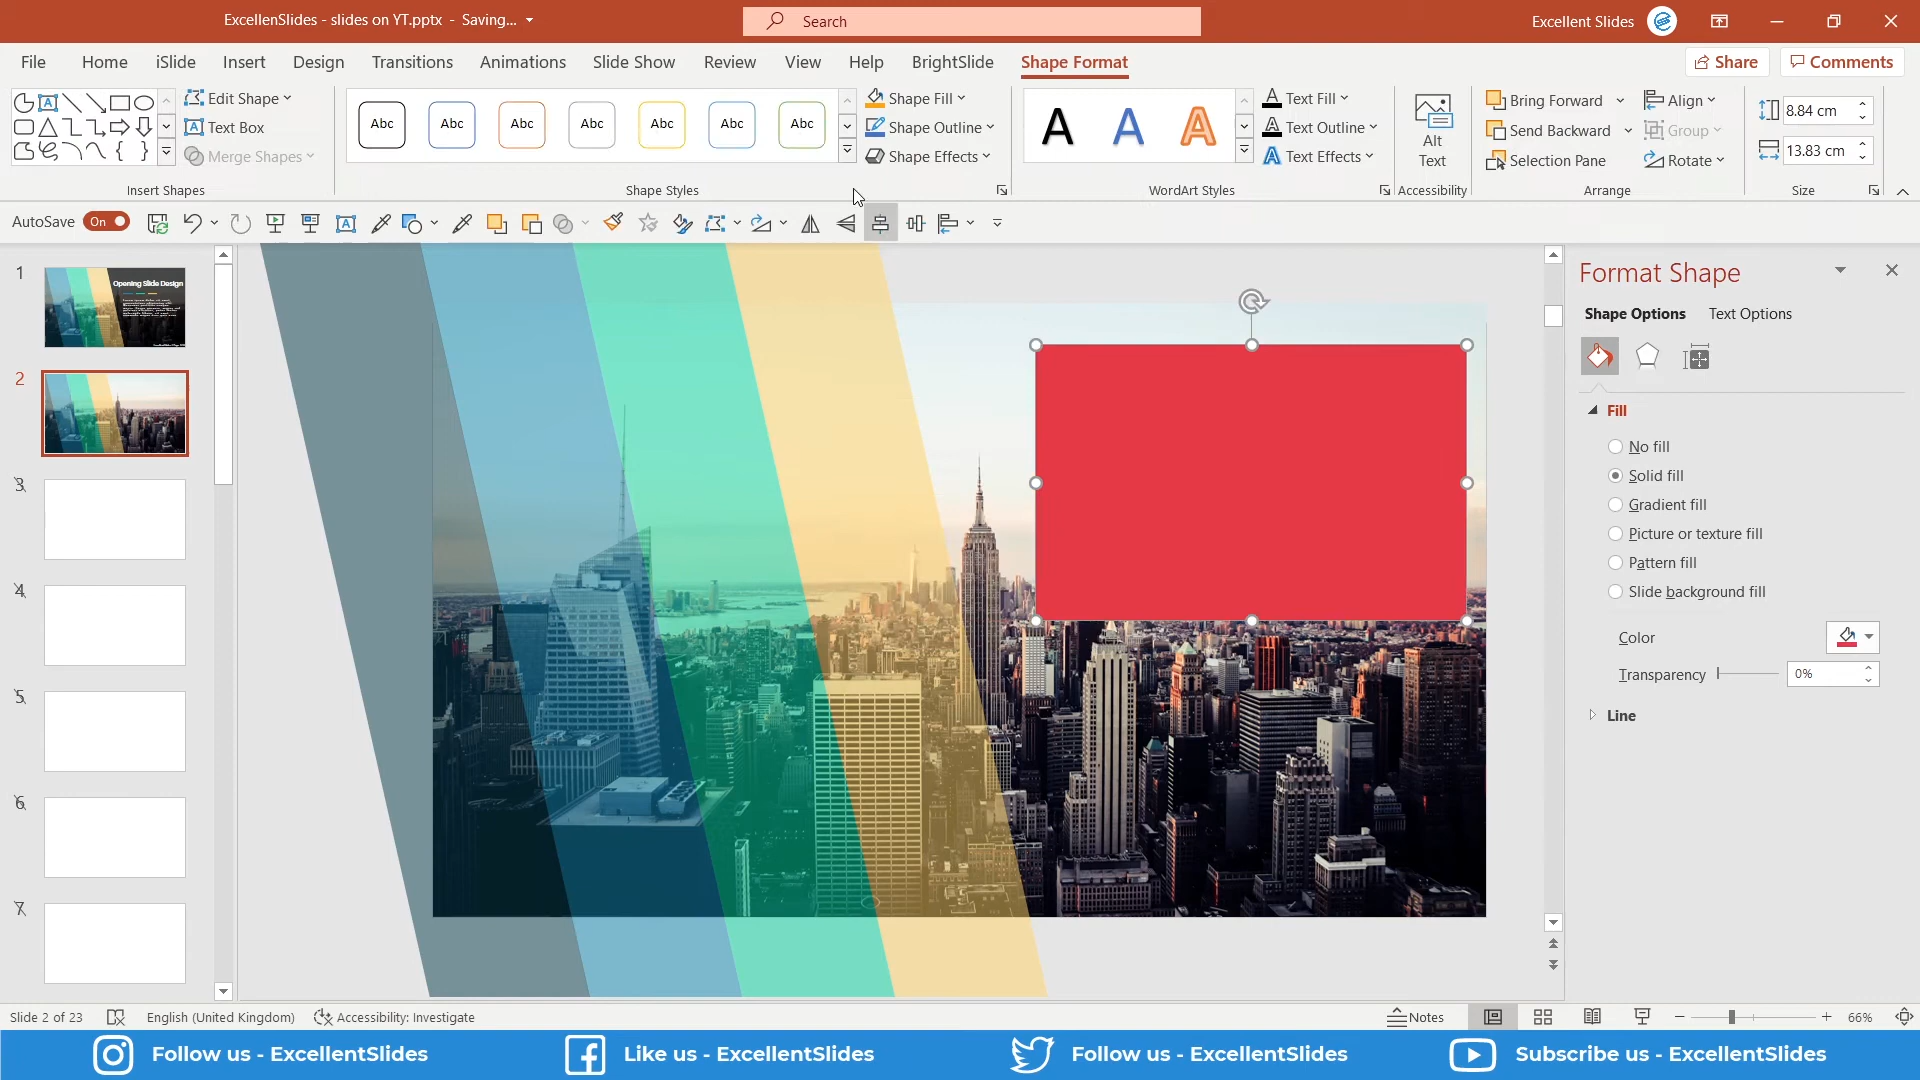 ExcellenSlides - slides on YT.pptx - Saving...
Search
Excellent Slides
File Home iSlide Insert Design Transitions Animations Slide Show Review View Help BrightSlide Shape Format
Share
Comments
Edit Shape
Text Box
Merge Shapes
Insert Shapes
Abc Abc Abc Abc Abc Abc Abc
Shape Styles
Shape Fill
Shape Outline
Shape Effects
A A A
WordArt Styles
Text Fill
Text Outline
Text Effects
Alt
Text
Accessibility
Bring Forward
Send Backward
Selection Pane
Align
Group
Rotate
Arrange
8.84 cm
13.83 cm
Size
AutoSave On
1
Opening Slide Design
2
3
4
5
6
7
Format Shape
Shape Options Text Options
Fill
No fill
Solid fill
Gradient fill
Picture or texture fill
Pattern fill
Slide background fill
Color
Transparency 0%
Line
Slide 2 of 23
English (United Kingdom)
Accessibility: Investigate
Notes
66%
Follow us - ExcellentSlides
Like us - ExcellentSlides
Follow us - ExcellentSlides
Subscribe us - ExcellentSlides